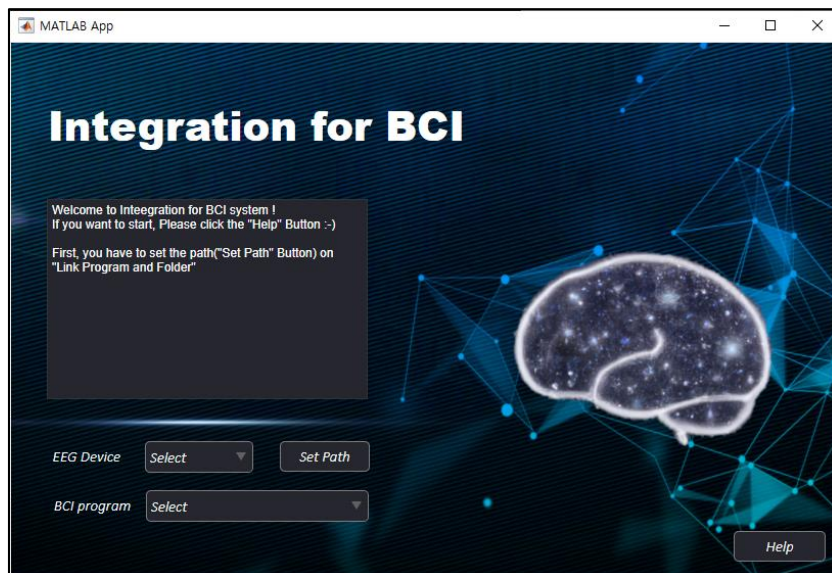 MATLAB App
Integration for BCI
Welcome to Inteegration for BCI system !
If you want to start, Please click the "Help" Button :-)
First, you have to set the path("Set Path" Button) on
"Link Program and Folder"
EEG Device
Select
Set Path
BCI program
Select
Help